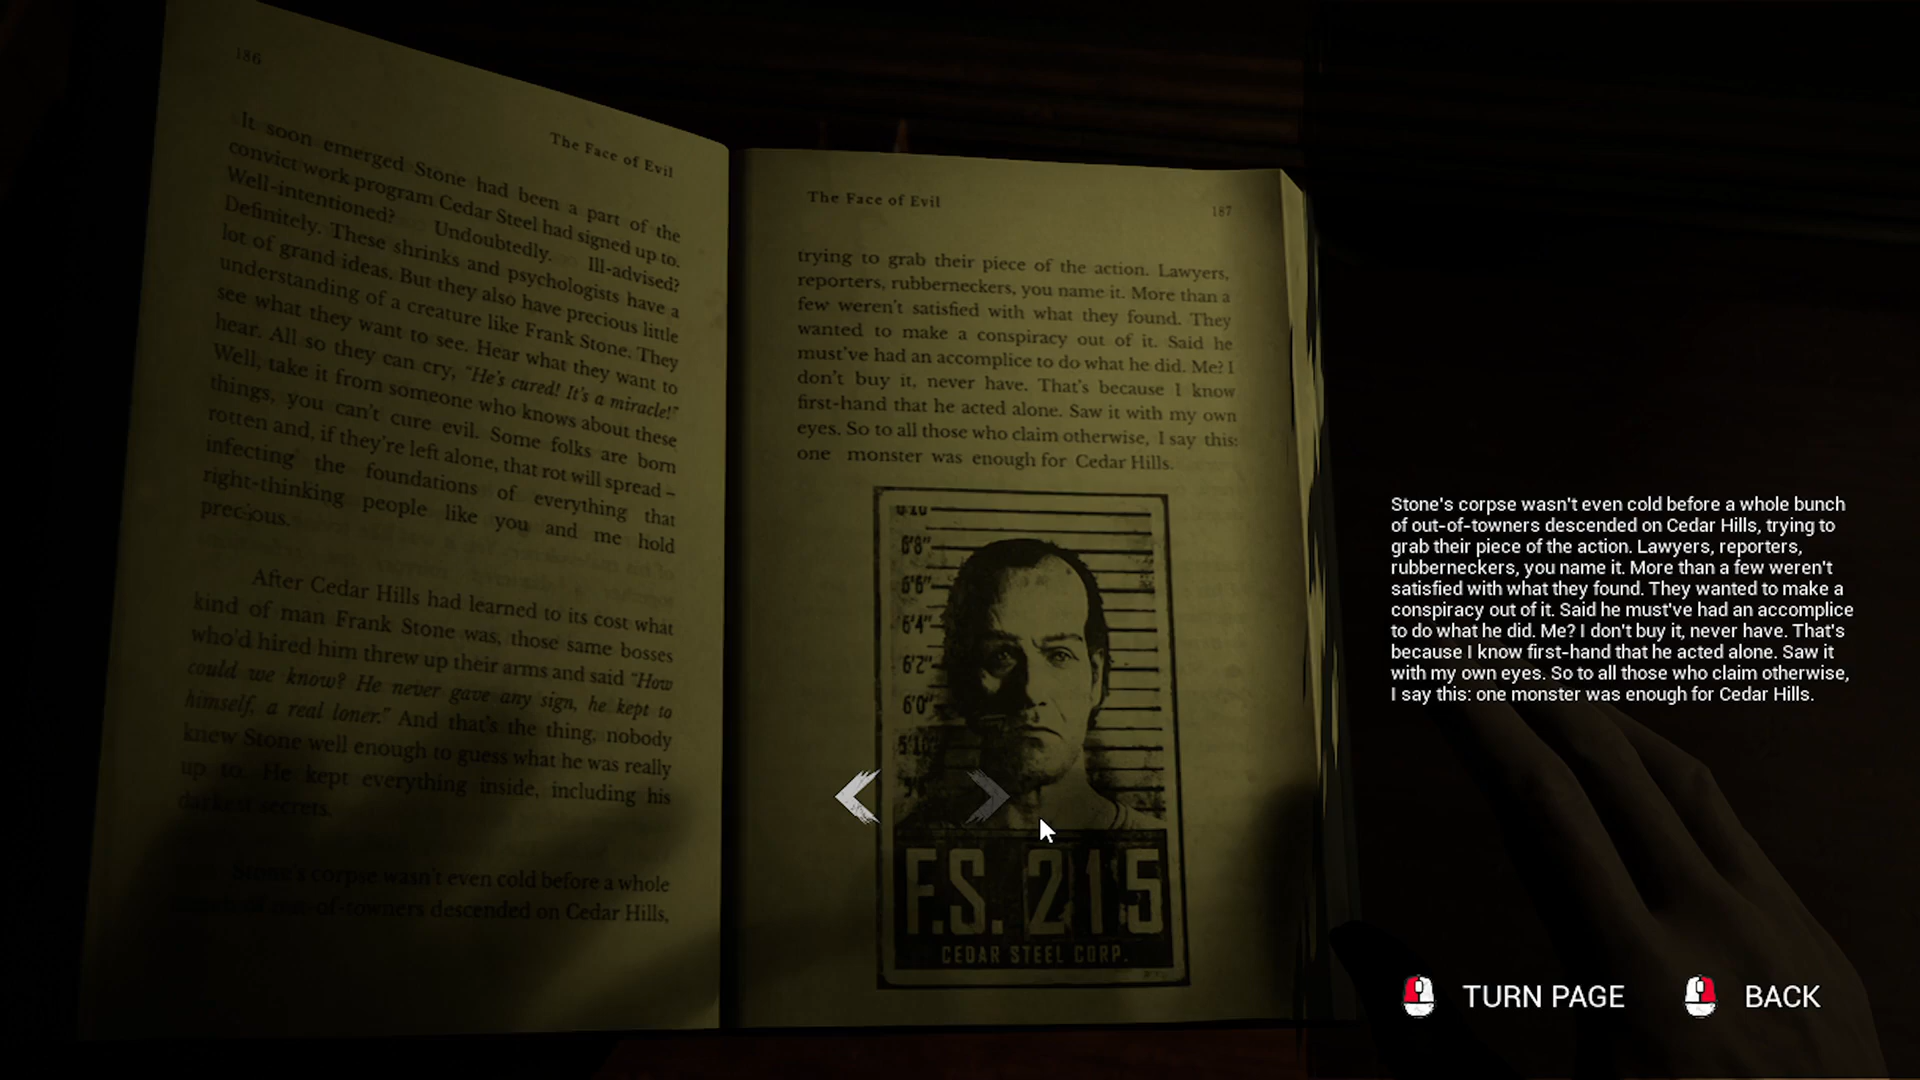 186
The Face of Evil
It soon emerged Stone had been a part of the
convict work program Cedar Steel had signed up to.
Well-intentioned? Undoubtedly. Ill-advised?
Definitely. These shrinks and psychologists have a
lot of grand ideas. But they also have precious little
understanding of a creature like Frank Stone. They
see what they want to see. Hear what they want to
hear. All so they can cry, “He's cured! It's a miracle!”
Well, take it from someone who knows about these
things, you can't cure evil. Some folks are born
rotten and, if they're left alone, that rot will spread –
infecting the foundations of everything that
right-thinking people like you and me hold
precious.
After Cedar Hills had learned to its cost what
kind of man Frank Stone was, those same bosses
who'd hired him threw up their arms and said “How
could we know? He never gave any sign, he kept to
himself, a real loner.” And that's the thing, nobody
knew Stone well enough to guess what he was really
up to. He kept everything inside, including his
darkest secrets.
Stone's corpse wasn't even cold before a whole
bunch of out-of-towners descended on Cedar Hills,
The Face of Evil
187
trying to grab their piece of the action. Lawyers,
reporters, rubberneckers, you name it. More than a
few weren't satisfied with what they found. They
wanted to make a conspiracy out of it. Said he
must've had an accomplice to do what he did. Me? I
don't buy it, never have. That's because I know
first-hand that he acted alone. Saw it with my own
eyes. So to all those who claim otherwise, I say this:
one monster was enough for Cedar Hills.
6'10
6'8"
6'6"
6'4"
6'2"
6'0"
5'10
F.S. 215
CEDAR STEEL CORP.
Stone's corpse wasn't even cold before a whole bunch
of out-of-towners descended on Cedar Hills, trying to
grab their piece of the action. Lawyers, reporters,
rubberneckers, you name it. More than a few weren't
satisfied with what they found. They wanted to make a
conspiracy out of it. Said he must've had an accomplice
to do what he did. Me? I don't buy it, never have. That's
because I know first-hand that he acted alone. Saw it
with my own eyes. So to all those who claim otherwise,
I say this: one monster was enough for Cedar Hills.
TURN PAGE
BACK